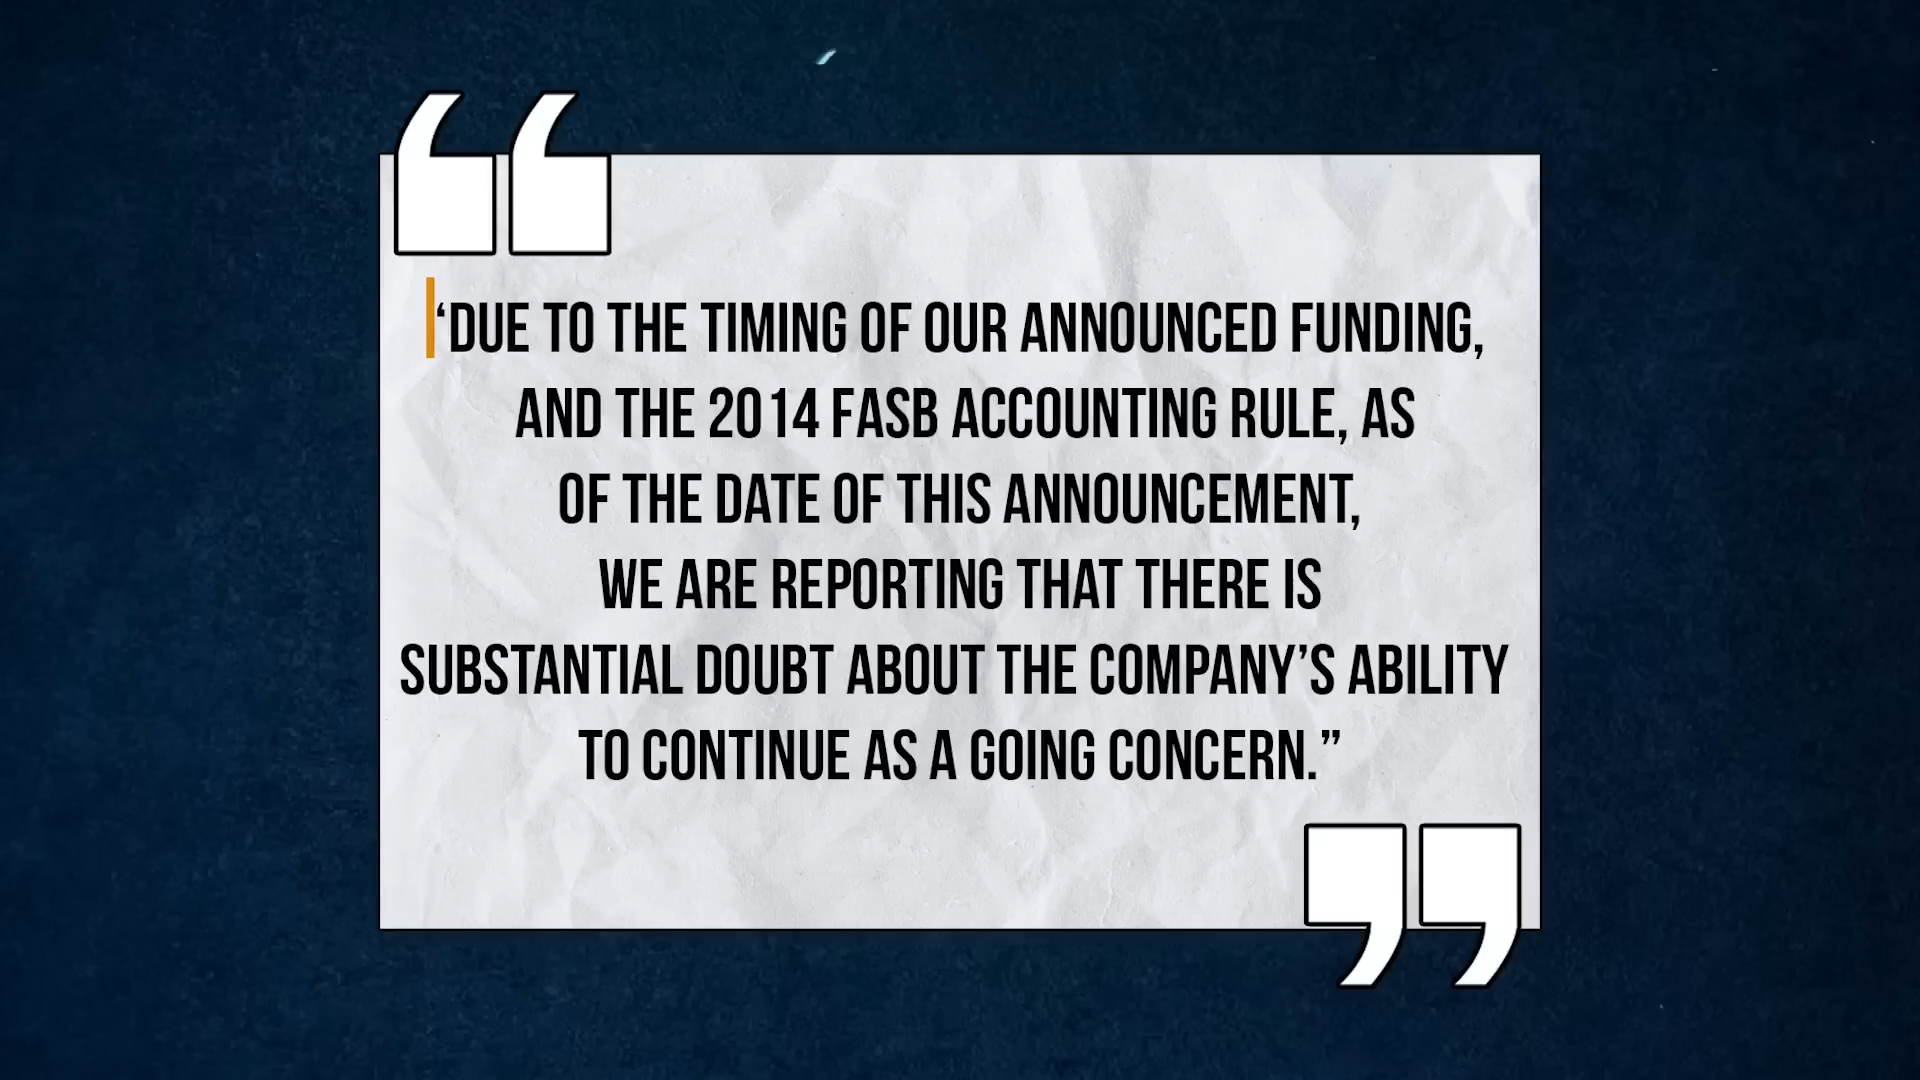 ‘DUE TO THE TIMING OF OUR ANNOUNCED FUNDING,
AND THE 2014 FASB ACCOUNTING RULE, AS
OF THE DATE OF THIS ANNOUNCEMENT,
WE ARE REPORTING THAT THERE IS
SUBSTANTIAL DOUBT ABOUT THE COMPANY’S ABILITY
TO CONTINUE AS A GOING CONCERN.”